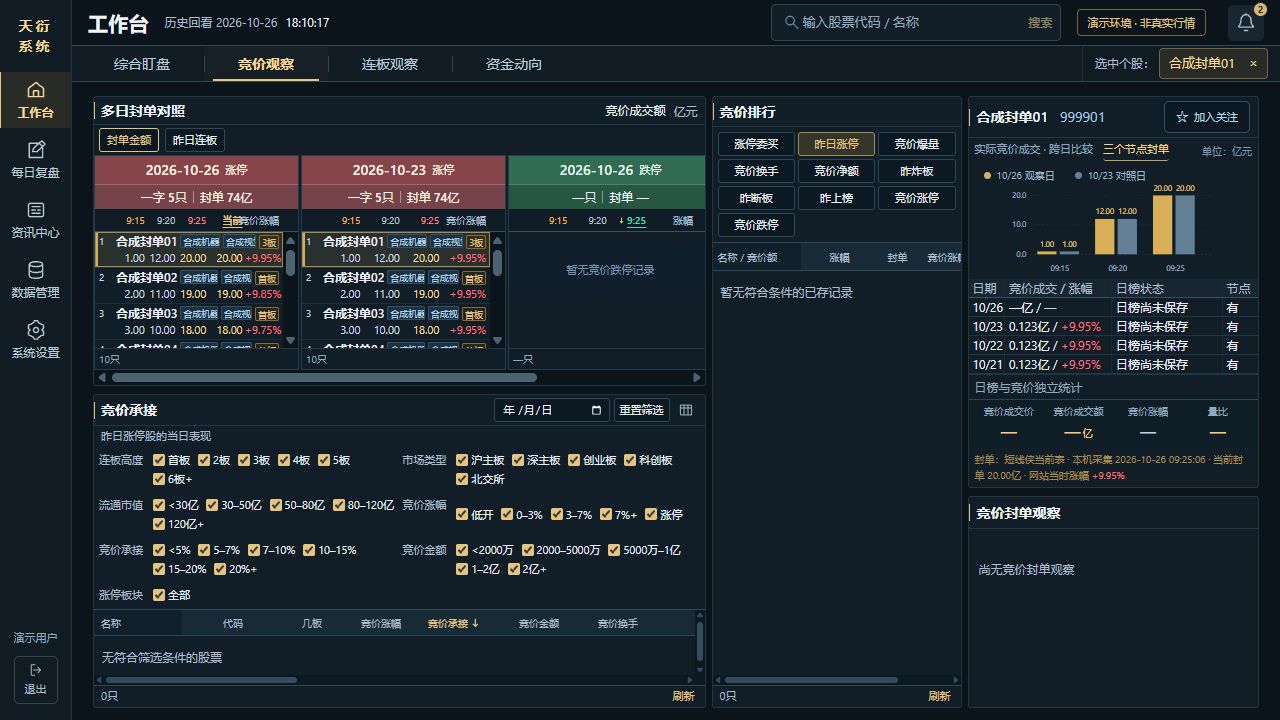 天衍
系统
工作台
每日复盘
资讯中心
数据管理
系统设置
演示用户
退出
工作台 历史回看 2026-10-26 18:10:17
输入股票代码 / 名称 搜索
演示环境 · 非真实行情
2
综合盯盘 竞价观察 连板观察 资金动向
选中个股: 合成封单01 ×
多日封单对照 竞价成交额 亿元
封单金额 昨日连板
2026-10-26 涨停
一字 5只 | 封单 74亿
9:15 9:20 9:25 当前 竞价涨幅
1 合成封单01 合成机器 合成视 3板
1.00 12.00 20.00 20.00 +9.95%
2 合成封单02 合成机器 合成视 首板
2.00 11.00 19.00 19.00 +9.85%
3 合成封单03 合成机器 合成视 首板
3.00 10.00 18.00 18.00 +9.75%
10只
2026-10-23 涨停
一字 5只 | 封单 74亿
9:15 9:20 9:25 竞价涨幅
1 合成封单01 合成机器 合成视 3板
1.00 12.00 20.00 +9.95%
2 合成封单02 合成机器 合成视 首板
2.00 11.00 19.00 +9.95%
3 合成封单03 合成机器 合成视 首板
3.00 10.00 18.00 +9.95%
10只
2026-10-26 跌停
—只 | 封单 —
9:15 9:20 ↓9:25 涨幅
暂无竞价跌停记录
—只
竞价承接 年 /月/日 重置筛选
昨日涨停股的当日表现
连板高度 首板 2板 3板 4板 5板
6板+
市场类型 沪主板 深主板 创业板 科创板
北交所
流通市值 <30亿 30–50亿 50–80亿 80–120亿
120亿+
竞价涨幅 低开 0–3% 3–7% 7%+ 涨停
竞价承接 <5% 5–7% 7–10% 10–15%
15–20% 20%+
竞价金额 <2000万 2000–5000万 5000万–1亿
1–2亿 2亿+
涨停板块 全部
名称 代码 几板 竞价涨幅 竞价承接 ↓ 竞价金额 竞价换手
无符合筛选条件的股票
0只 刷新
竞价排行
涨停委买 昨日涨停 竞价爆量
竞价换手 竞价净额 昨炸板
昨断板 昨上榜 竞价涨停
竞价跌停
名称 / 竞价额 涨幅 封单 竞价涨
暂无符合条件的已存记录
0只 刷新
合成封单01 999901 ☆ 加入关注
实际竞价成交 · 跨日比较 三个节点封单 单位: 亿元
10/26 观察日 10/23 对照日
20.0
10.0
0.0
1.00 1.00
12.00 12.00
20.00 20.00
09:15 09:20 09:25
日期 竞价成交 / 涨幅 日榜状态 节点
10/26 —亿 / — 日榜尚未保存 有
10/23 0.123亿 / +9.95% 日榜尚未保存 有
10/22 0.123亿 / +9.95% 日榜尚未保存 有
10/21 0.123亿 / +9.95% 日榜尚未保存 有
日榜与竞价独立统计
竞价成交价 竞价成交额 竞价涨幅 量比
— —亿 — —
封单: 短线侠当前表 · 本机采集 2026-10-26 09:25:06 · 当前封
单 20.00亿 · 网站当时涨幅 +9.95%
竞价封单观察
尚无竞价封单观察